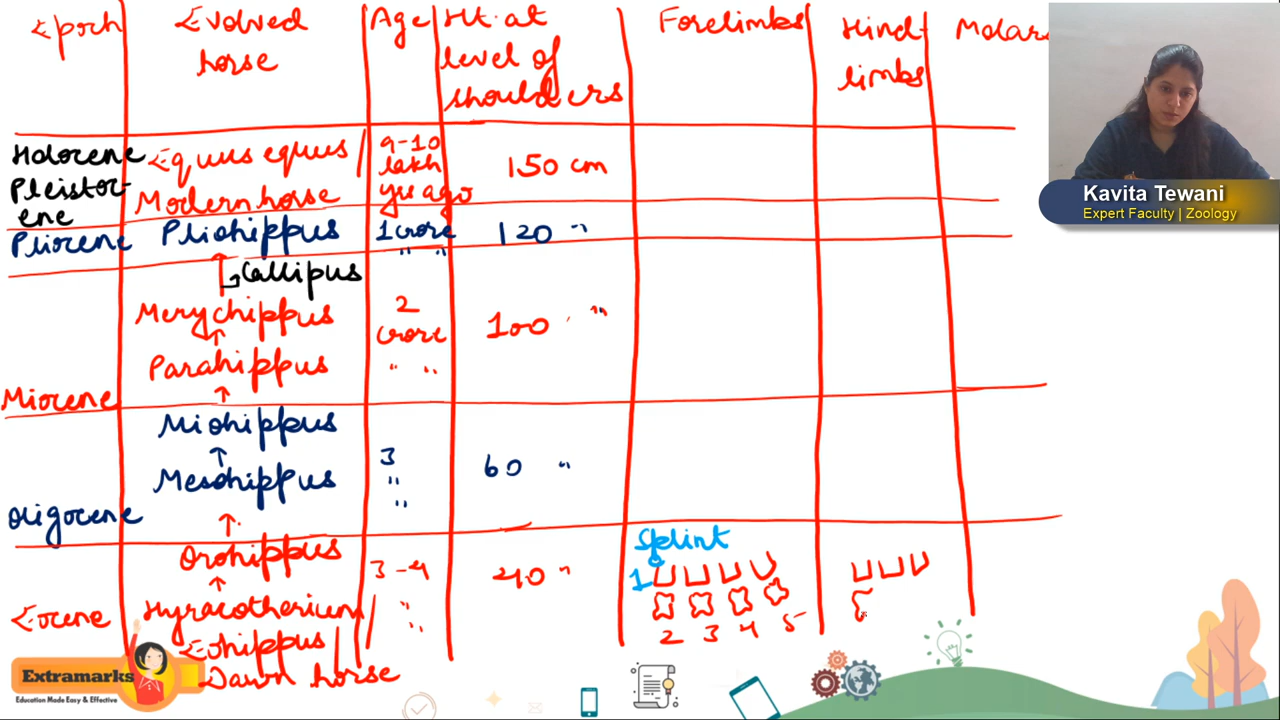 Epoch
Evolved
horse
Age
Ht. at
level of
shoulders
Forelimbs
Hind
limbs
Molars
Holocene
Pleistoc-
ene
Equus equus /
Modern horse
9-10
lakh
yrs ago
150 cm
Pliocene
Pliohippus
1 crore
" "
120 "
Callipus
Merychippus
2
crore
100 "
Parahippus
" "
Miocene
Miohippus
Mesohippus
3
"
"
60 "
Oligocene
Orohippus
3-4
"
"
40 "
Splint
1
2 3 4 5
Eocene
Hyracotherium/
Eohippus/
Dawn horse
Kavita Tewani
Expert Faculty | Zoology
Extramarks
Education Made Easy & Effective